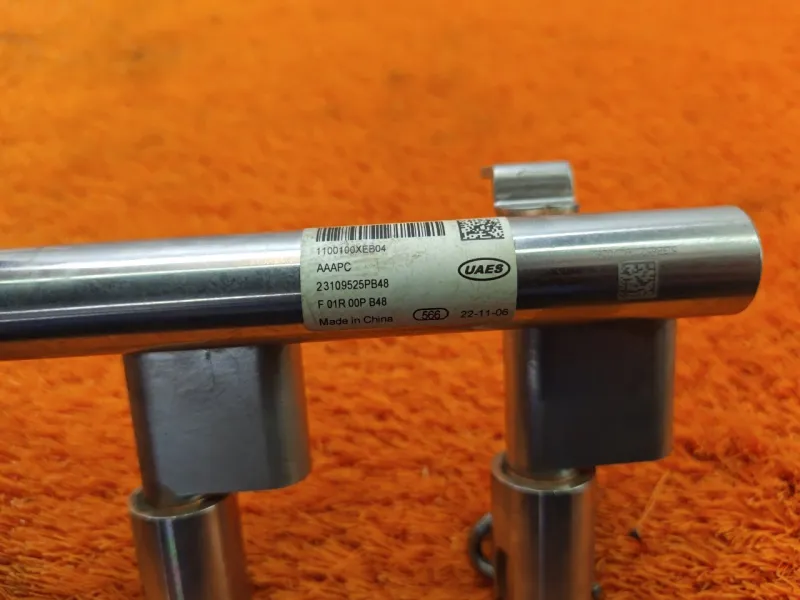 1100100XEB04
AAAPC
UAES
23109525PB48
F 01R 00P B48
Made in China 566 22-11-06